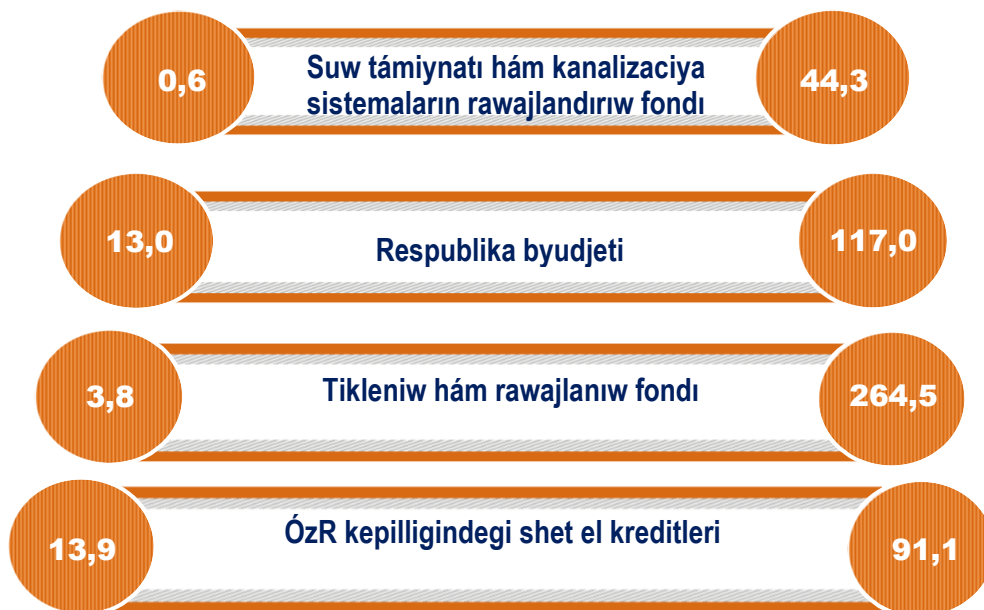 0,6
Suw támiynatı hám kanalizaciya
sistemaların rawajlandırıw fondı
44,3
13,0
Respublika byudjeti
117,0
3,8
Tikleniw hám rawajlanıw fondı
264,5
13,9
ÓzR kepilligindegi shet el kreditleri
91,1